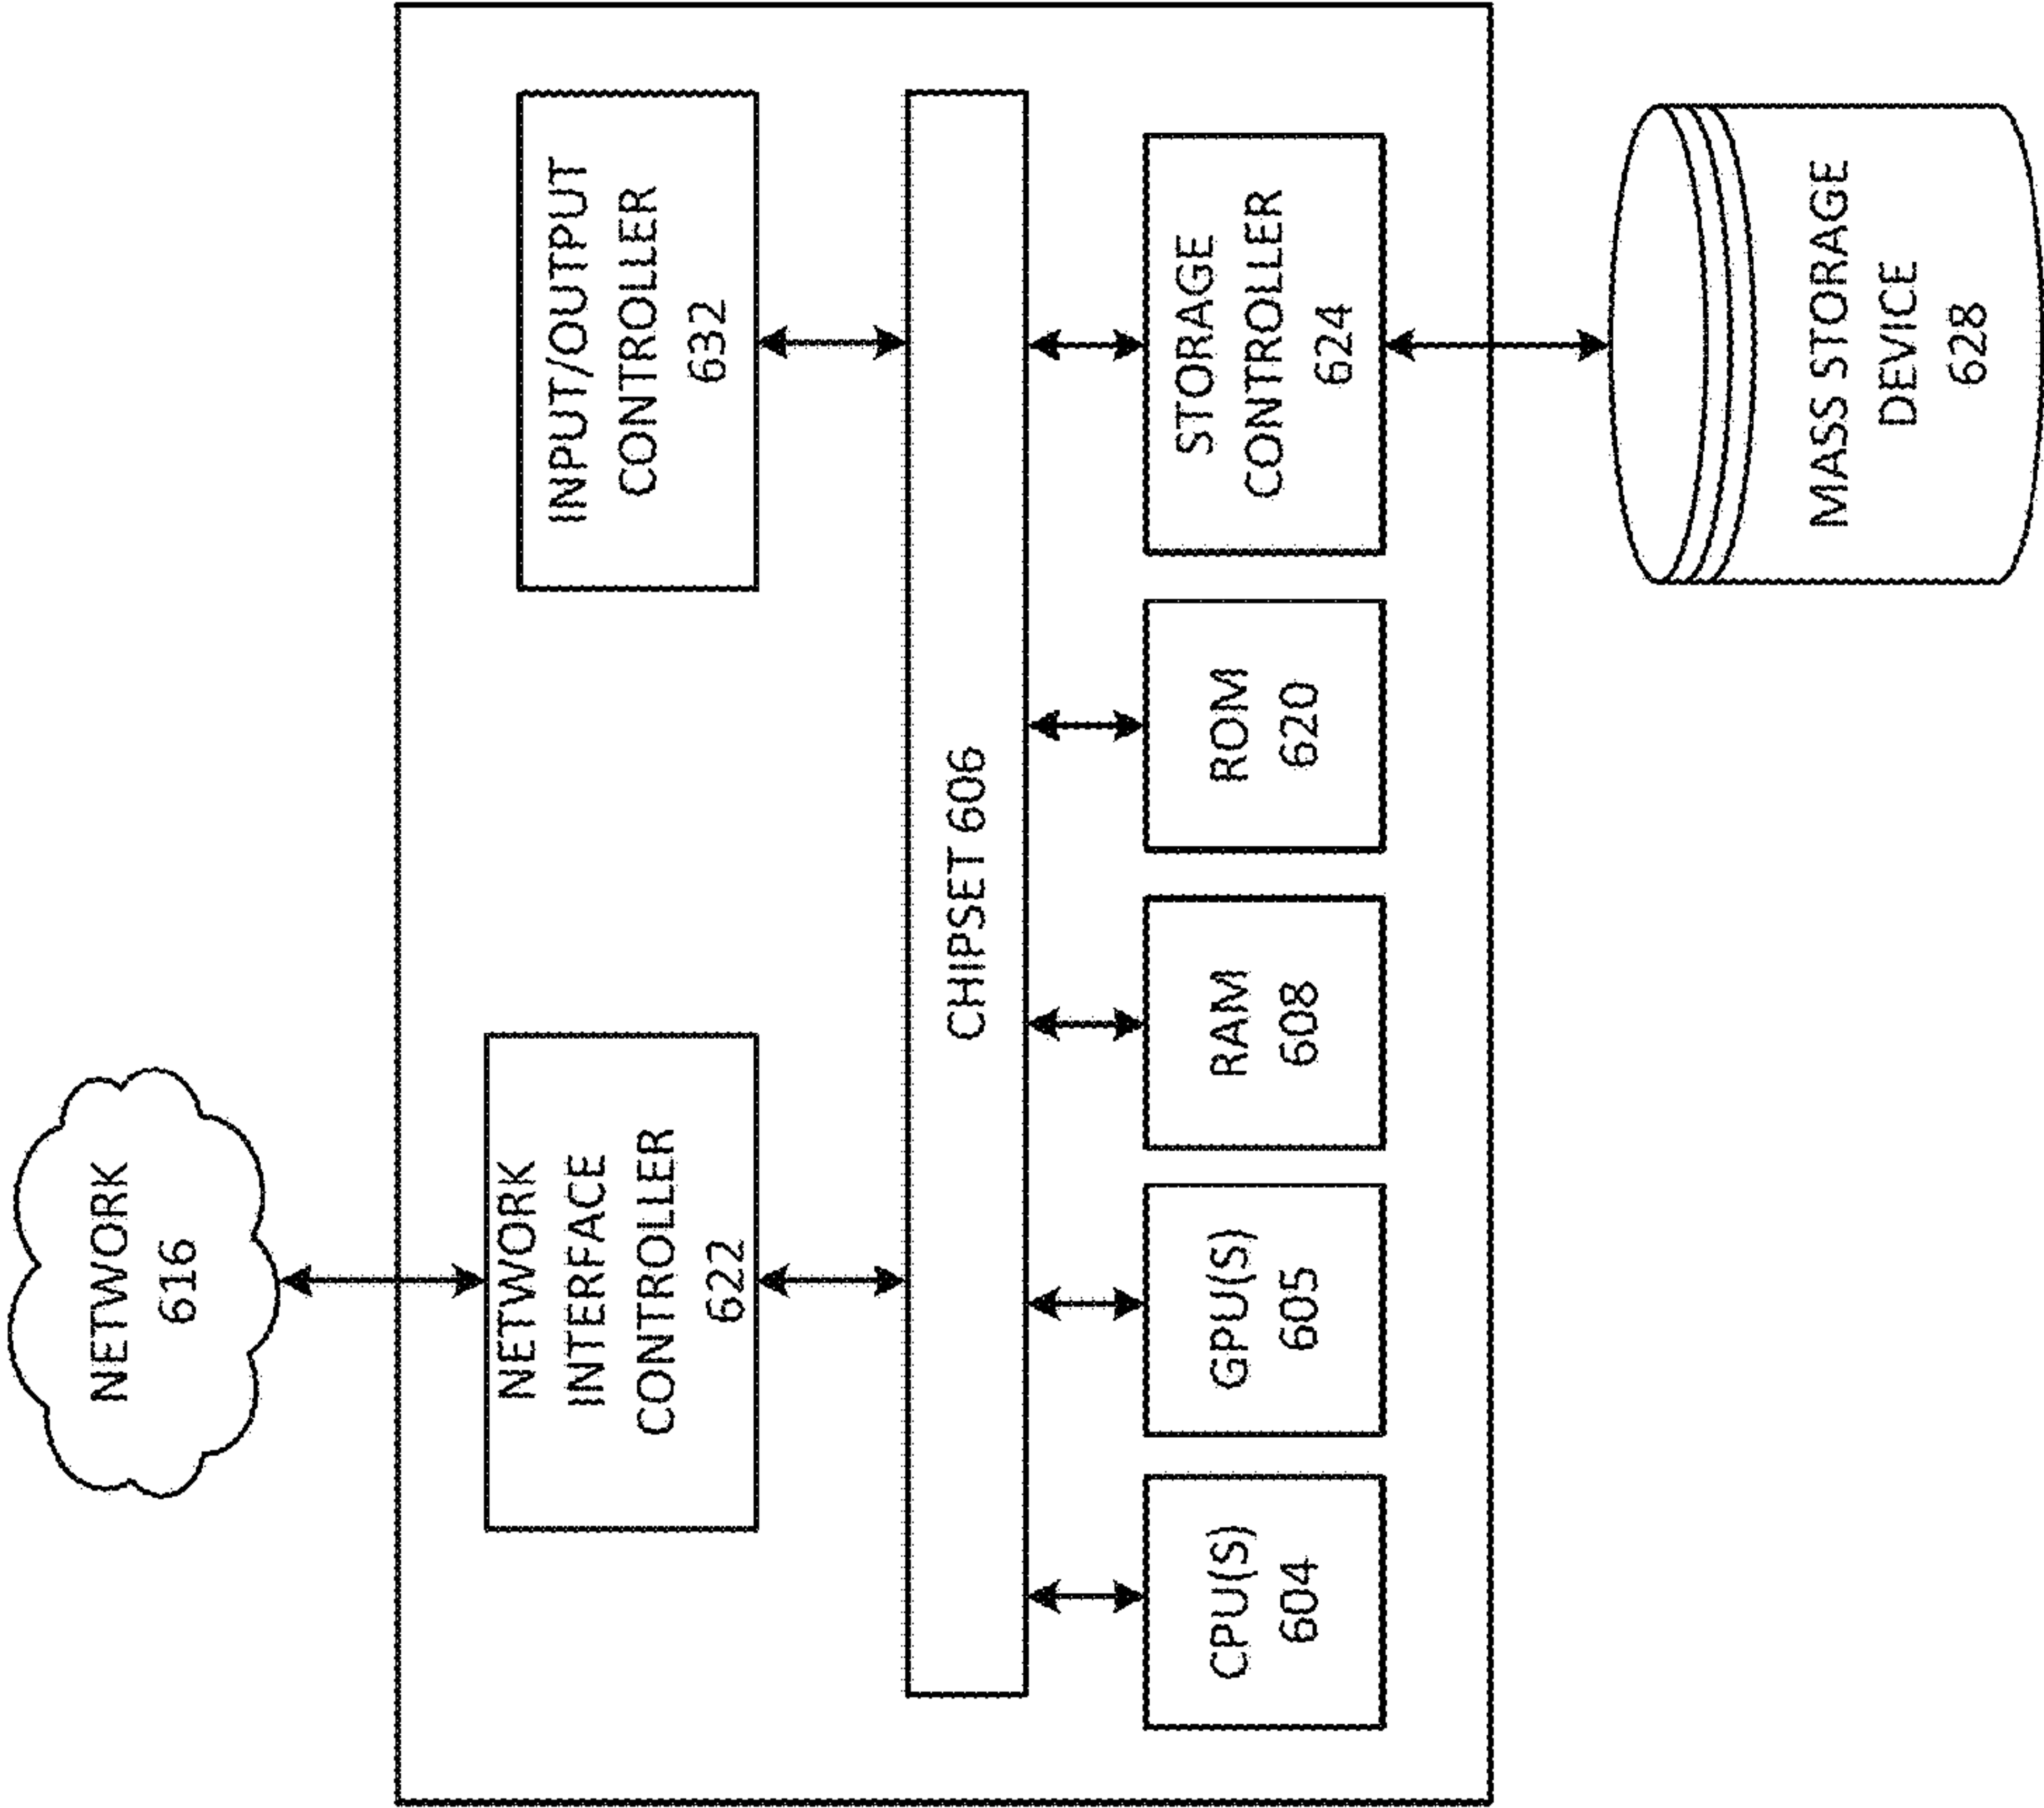 NETWORK
616
NETWORK
INTERFACE
CONTROLLER
622
INPUT/OUTPUT
CONTROLLER
632
CHIPSET 606
CPU(S)
604
GPU(S)
605
RAM
608
ROM
620
STORAGE
CONTROLLER
624
MASS STORAGE
DEVICE
628